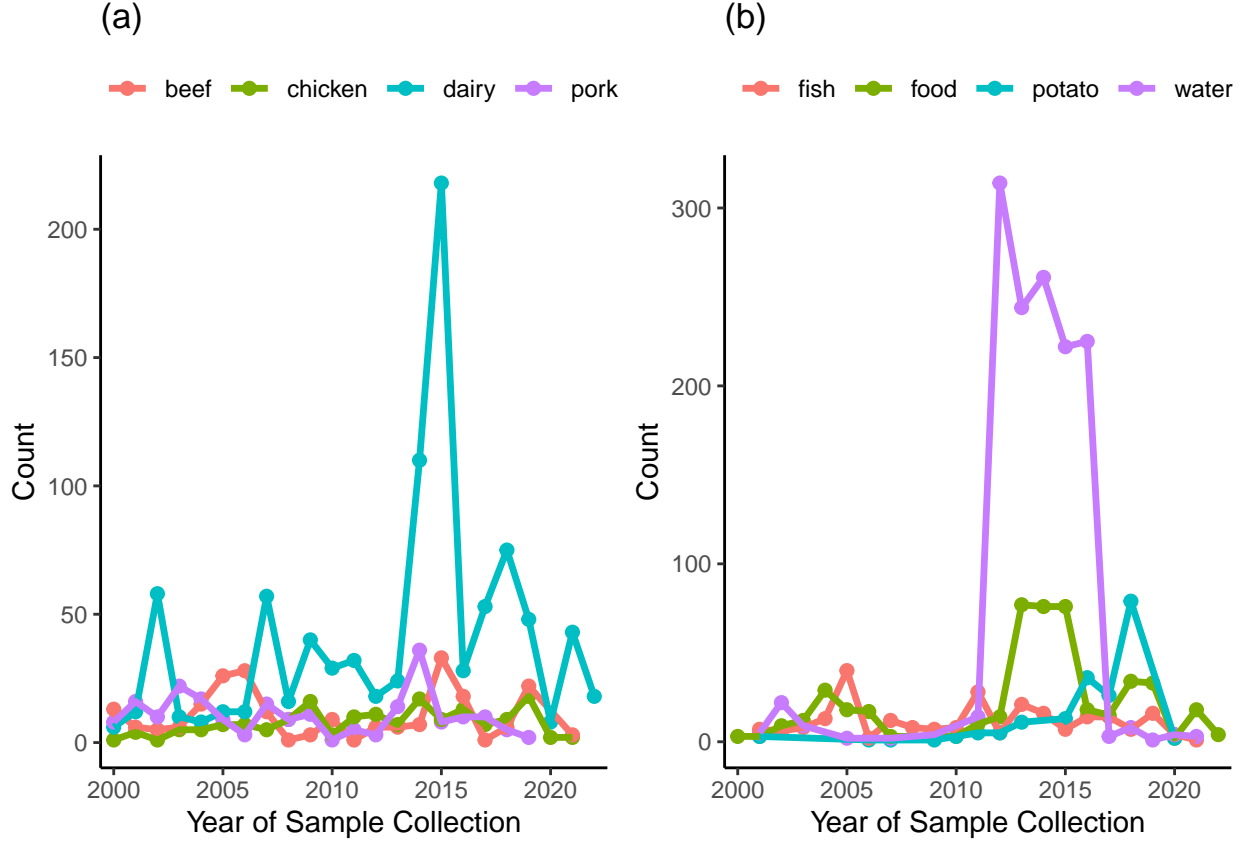 (a)
beef chicken dairy pork
200
150
100
50
0
Count
2000 2005 2010 2015 2020
Year of Sample Collection
(b)
fish food potato water
300
200
100
0
Count
2000 2005 2010 2015 2020
Year of Sample Collection